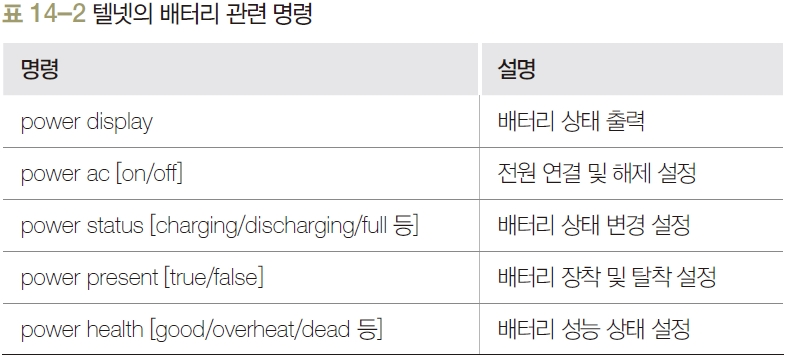 표 14-2 텔넷의 배터리 관련 명령
명령 설명
power display 배터리 상태 출력
power ac [on/off] 전원 연결 및 해제 설정
power status [charging/discharging/full 등] 배터리 상태 변경 설정
power present [true/false] 배터리 장착 및 탈착 설정
power health [good/overheat/dead 등] 배터리 성능 상태 설정